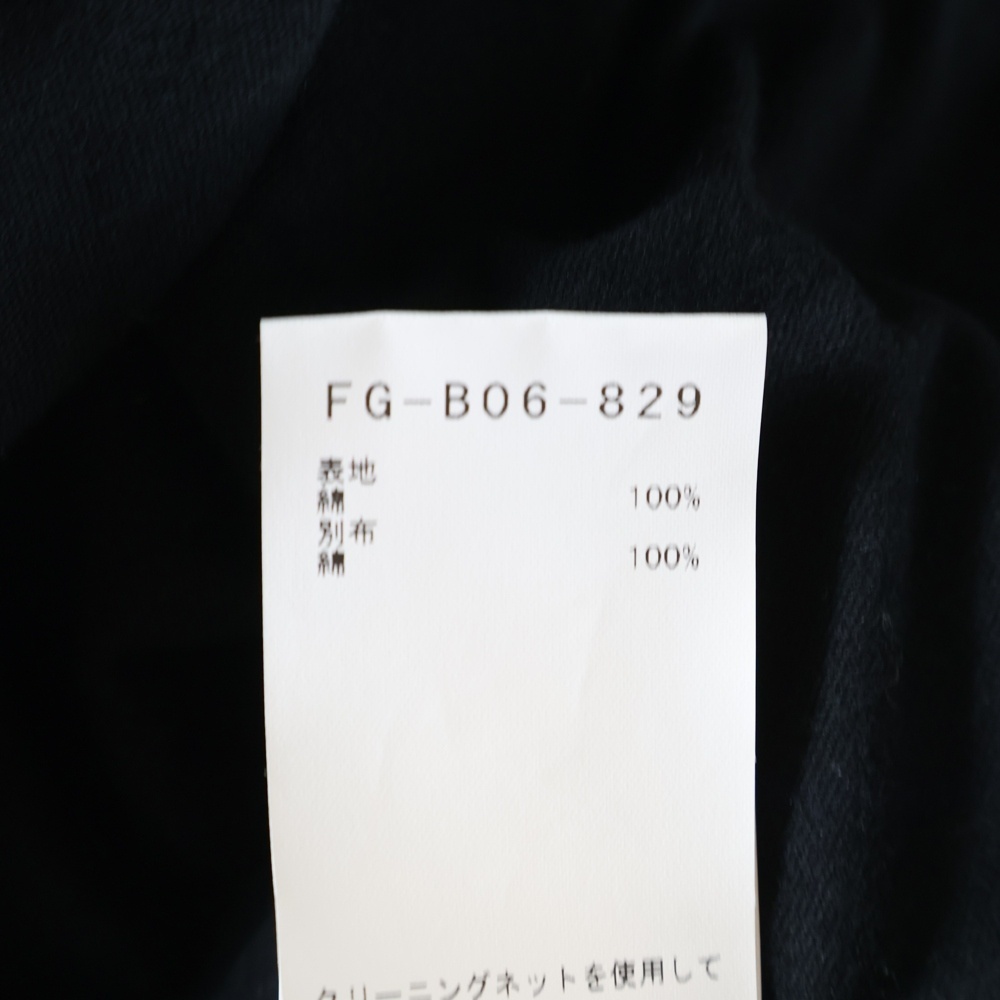 FG-B06-829
表地
綿 100%
別布
綿 100%
クリーニングネットを使用して